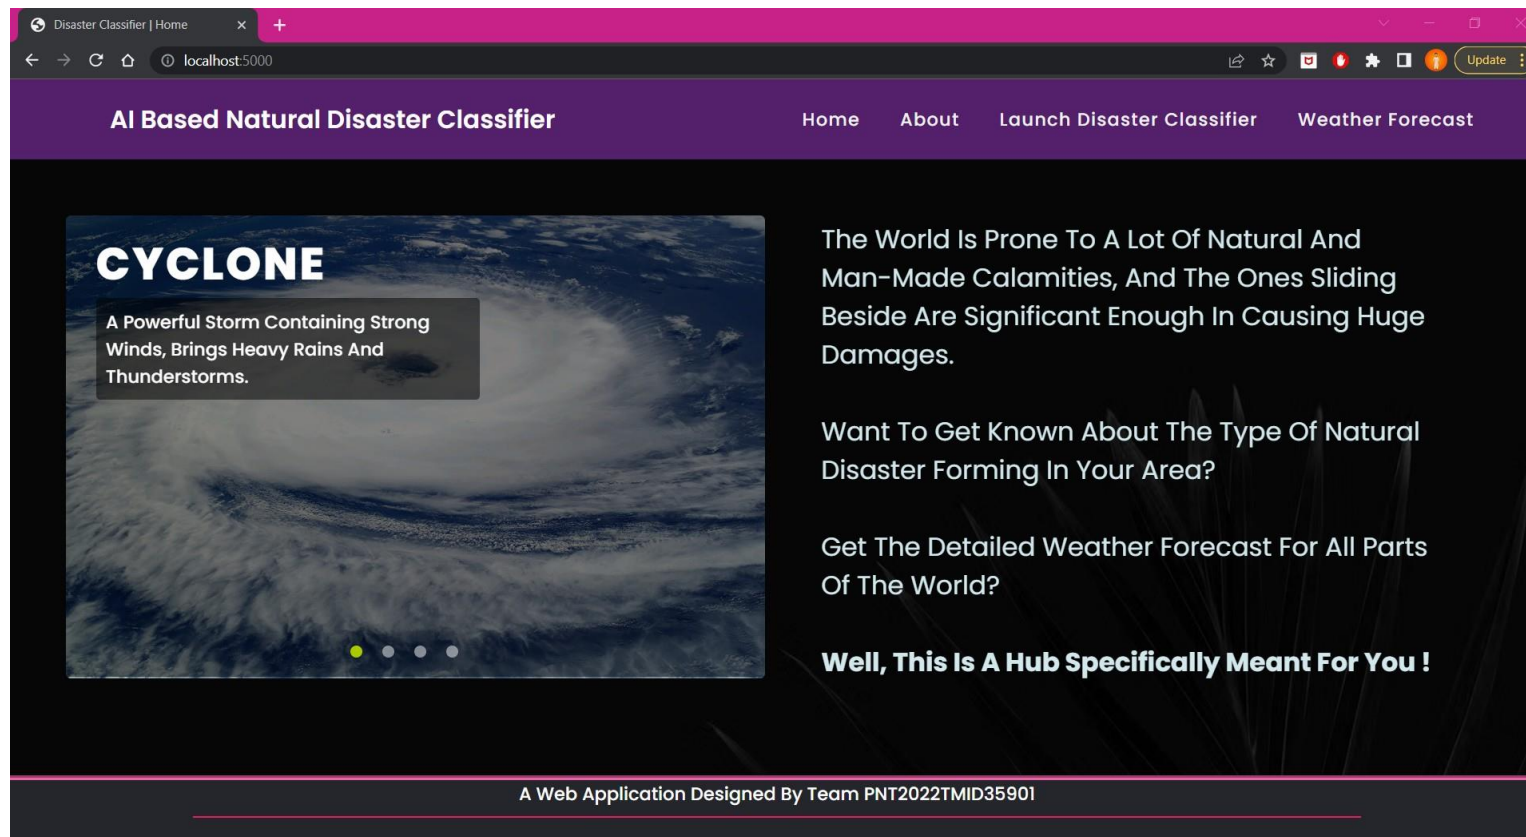 Disaster Classifier | Home
localhost:5000
Update
AI Based Natural Disaster Classifier
Home
About
Launch Disaster Classifier
Weather Forecast
CYCLONE
A Powerful Storm Containing Strong
Winds, Brings Heavy Rains And
Thunderstorms.
The World Is Prone To A Lot Of Natural And
Man-Made Calamities, And The Ones Sliding
Beside Are Significant Enough In Causing Huge
Damages.
Want To Get Known About The Type Of Natural
Disaster Forming In Your Area?
Get The Detailed Weather Forecast For All Parts
Of The World?
Well, This Is A Hub Specifically Meant For You !
A Web Application Designed By Team PNT2022TMID35901